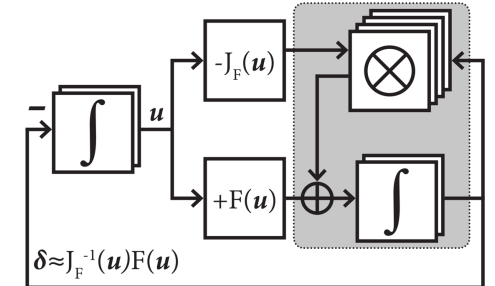 -J_F(u)
− ∫ u
+F(u) ⊕ ∫
⊗
δ≈J_F⁻¹(u)F(u)